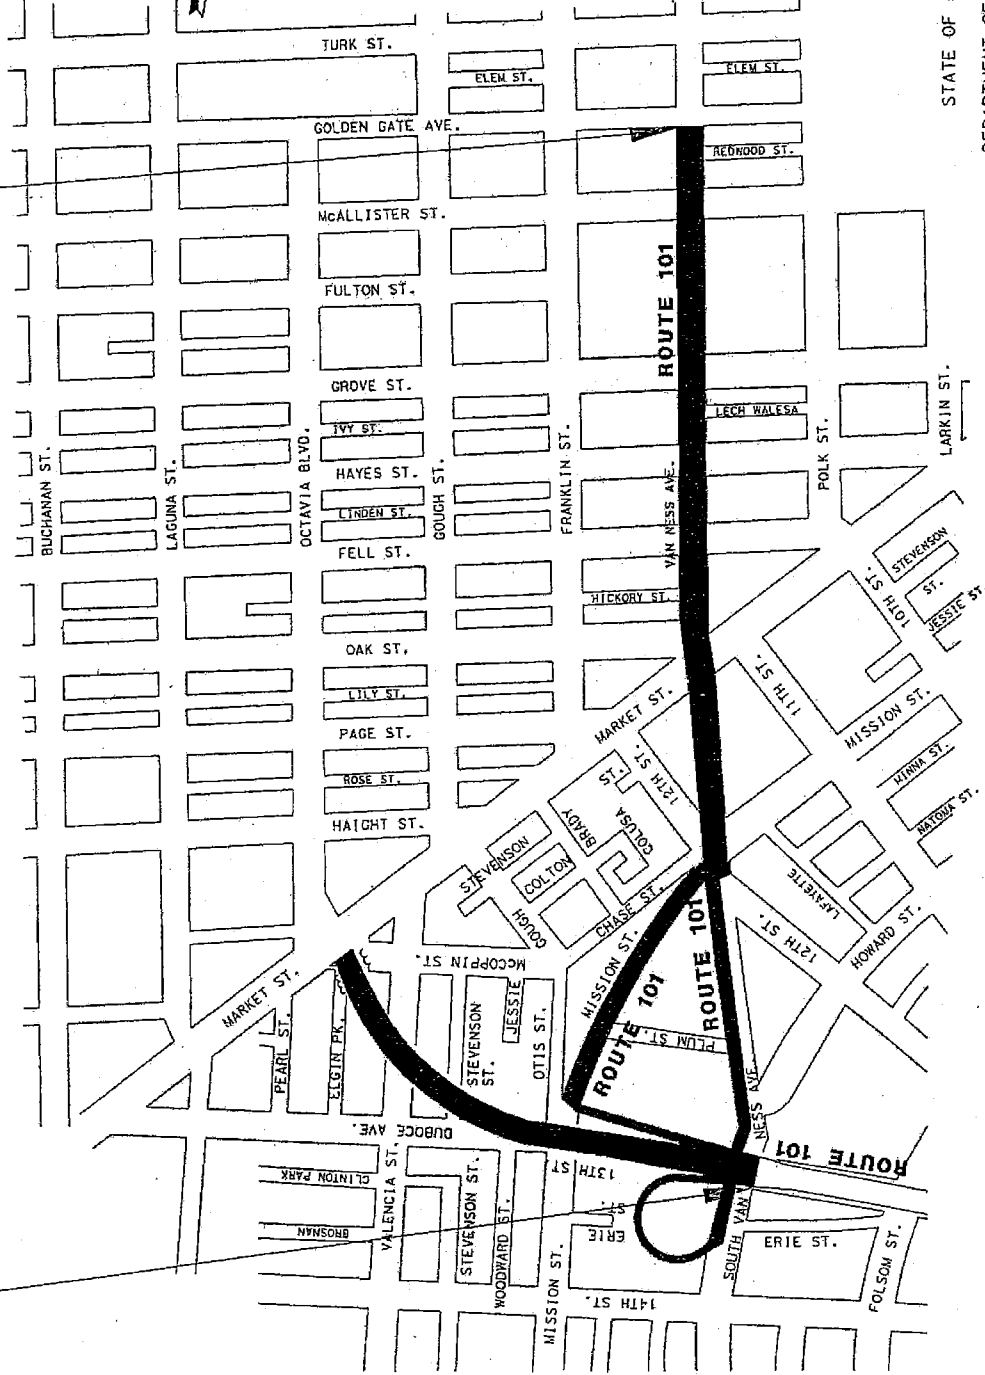 STATE OF
TURK ST.
ELEM ST.
ELEM ST.
GOLDEN GATE AVE.
REDWOOD ST.
McALLISTER ST.
FULTON ST.
ROUTE 101
GROVE ST.
LECH WALESA
IVY ST.
LARKIN ST.
POLK ST.
HAYES ST.
BUCHANAN ST.
LAGUNA ST.
OCTAVIA BLVD.
GOUGH ST.
FRANKLIN ST.
VAN NESS AVE.
LINDEN ST.
FELL ST.
STEVENSON
ST.
10TH ST.
JESSIE ST
HICKORY ST.
OAK ST.
LILY ST.
11TH ST.
MARKET ST.
MISSION ST.
PAGE ST.
12TH ST.
MINNA ST.
ROSE ST.
ST.
NATOMA ST.
HAIGHT ST.
BRADY
COLUSA
STEVENSON
COLTON
GOUGH
CHASE ST.
LAFAYETTE
12TH ST.
HOWARD ST.
McCOPPIN ST.
MISSION ST.
ROUTE 101
ROUTE 101
MARKET ST.
JESSIE
STEVENSON
ST.
OTIS ST.
PLUM ST.
PEARL ST.
ELGIN PK.
NESS AVE.
DUBOCE AVE.
ROUTE 101
13TH ST
CLINTON PARK
VALENCIA ST.
STEVENSON ST.
WOODWARD ST.
BROSNAN
ERIE
ST.
SOUTH VAN
ERIE ST.
FOLSOM ST.
MISSION ST.
14TH ST.